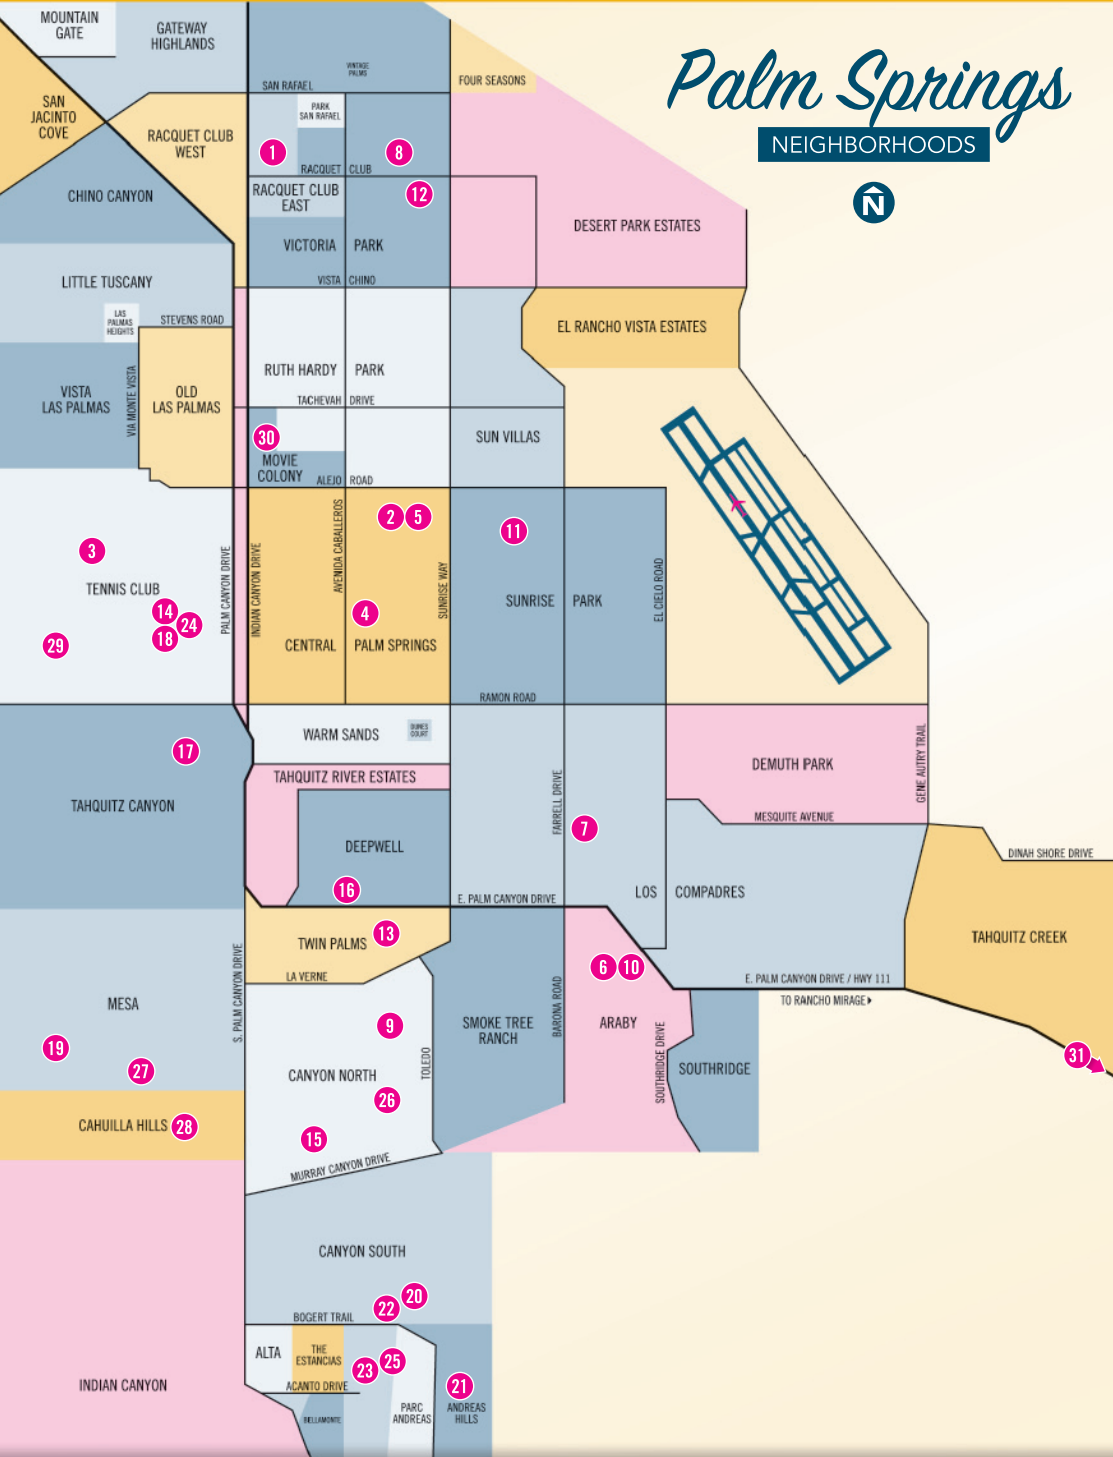 MOUNTAIN
GATE
GATEWAY
HIGHLANDS
VINTAGE
PALMS
SAN RAFAEL
FOUR SEASONS
Palm Springs
NEIGHBORHOODS
N
SAN
JACINTO
COVE
RACQUET CLUB
WEST
PARK
SAN RAFAEL
1
8
RACQUET CLUB
CHINO CANYON
RACQUET CLUB
EAST
12
DESERT PARK ESTATES
VICTORIA PARK
VISTA CHINO
LITTLE TUSCANY
LAS
PALMAS
HEIGHTS
STEVENS ROAD
EL RANCHO VISTA ESTATES
RUTH HARDY PARK
VISTA
LAS PALMAS
VIA MONTE VISTA
OLD
LAS PALMAS
TACHEVAH DRIVE
30
SUN VILLAS
MOVIE
COLONY
ALEJO ROAD
2
5
11
3
TENNIS CLUB
14
24
18
29
PALM CANYON DRIVE
INDIAN CANYON DRIVE
AVENIDA CABALLEROS
SUNRISE WAY
4
CENTRAL PALM SPRINGS
SUNRISE PARK
EL CIELO ROAD
RAMON ROAD
WARM SANDS
DUNES
COURT
17
TAHQUITZ CANYON
TAHQUITZ RIVER ESTATES
DEMUTH PARK
GENE AUTRY TRAIL
MESQUITE AVENUE
FARRELL DRIVE
7
DEEPWELL
16
DINAH SHORE DRIVE
E. PALM CANYON DRIVE
LOS COMPADRES
TWIN PALMS
13
LA VERNE
TAHQUITZ CREEK
6
10
E. PALM CANYON DRIVE / HWY 111
TO RANCHO MIRAGE
S. PALM CANYON DRIVE
MESA
19
27
9
SMOKE TREE
RANCH
BARONA ROAD
ARABY
SOUTHRIDGE DRIVE
SOUTHRIDGE
31
CANYON NORTH
TOLEDO
26
15
CAHUILLA HILLS
28
MURRAY CANYON DRIVE
CANYON SOUTH
20
22
BOGERT TRAIL
ALTA
THE
ESTANCIAS
23
25
ACANTO DRIVE
21
INDIAN CANYON
BELLAMONTE
PARC
ANDREAS
ANDREAS
HILLS